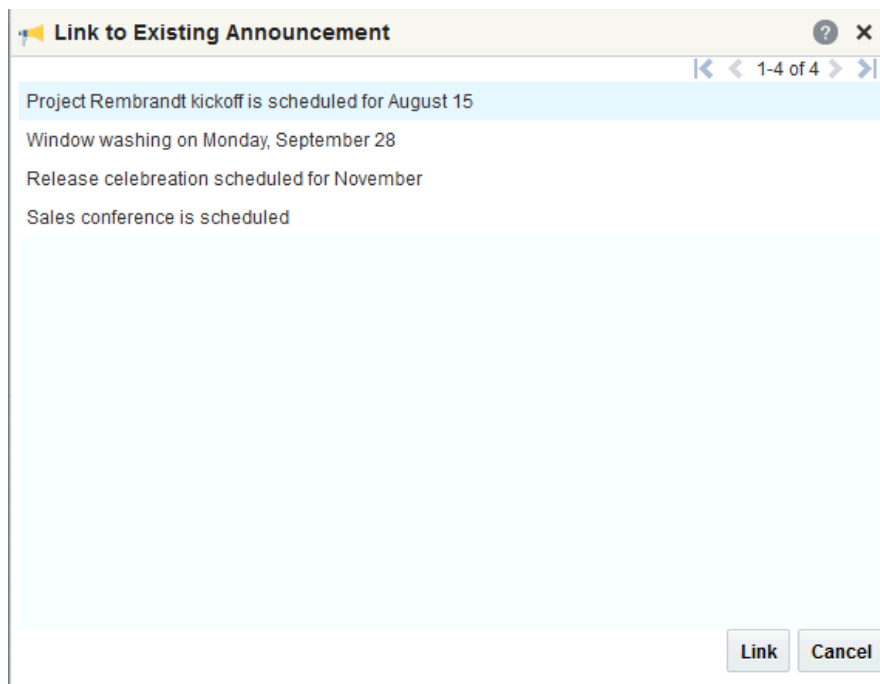 Link to Existing Announcement
1-4 of 4
Project Rembrandt kickoff is scheduled for August 15
Window washing on Monday, September 28
Release celebreation scheduled for November
Sales conference is scheduled
Link Cancel